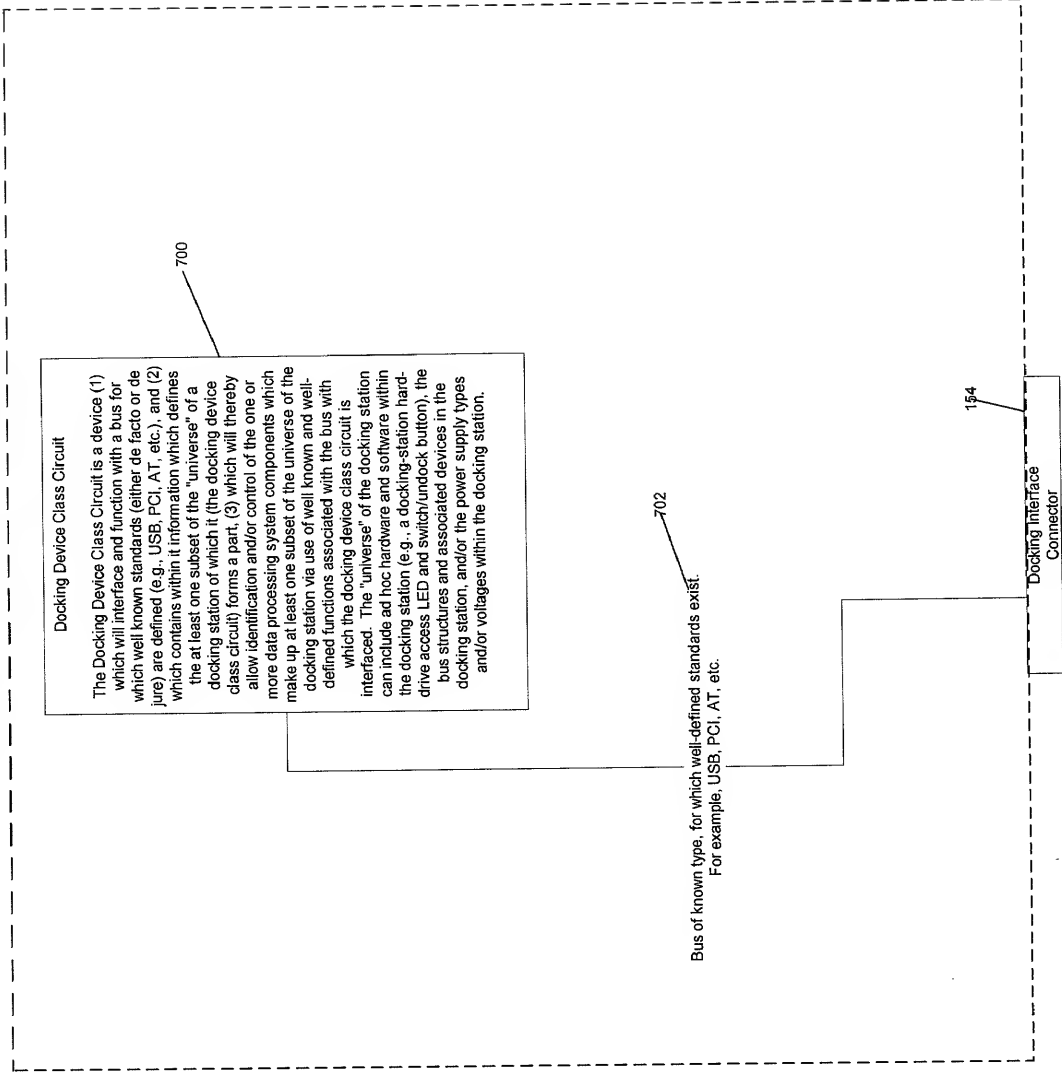 Docking Device Class Circuit
The Docking Device Class Circuit is a device (1)
which will interface and function with a bus for
which well known standards (either de facto or de
jure) are defined (e.g., USB, PCI, AT, etc.), and (2)
which contains within it information which defines
the at least one subset of the "universe" of a
docking station of which it (the docking device
class circuit) forms a part, (3) which will thereby
allow identification and/or control of the one or
more data processing system components which
make up at least one subset of the universe of the
docking station via use of well known and well-
defined functions associated with the bus with
which the docking device class circuit is
interfaced. The "universe" of the docking station
can include ad hoc hardware and software within
the docking station (e.g., a docking-station hard-
drive access LED and switch/undock button), the
bus structures and associated devices in the
docking station, and/or the power supply types
and/or voltages within the docking station.
700
702
Bus of known type, for which well-defined standards exist.
For example, USB, PCI, AT, etc.
154
Docking Interface
Connector